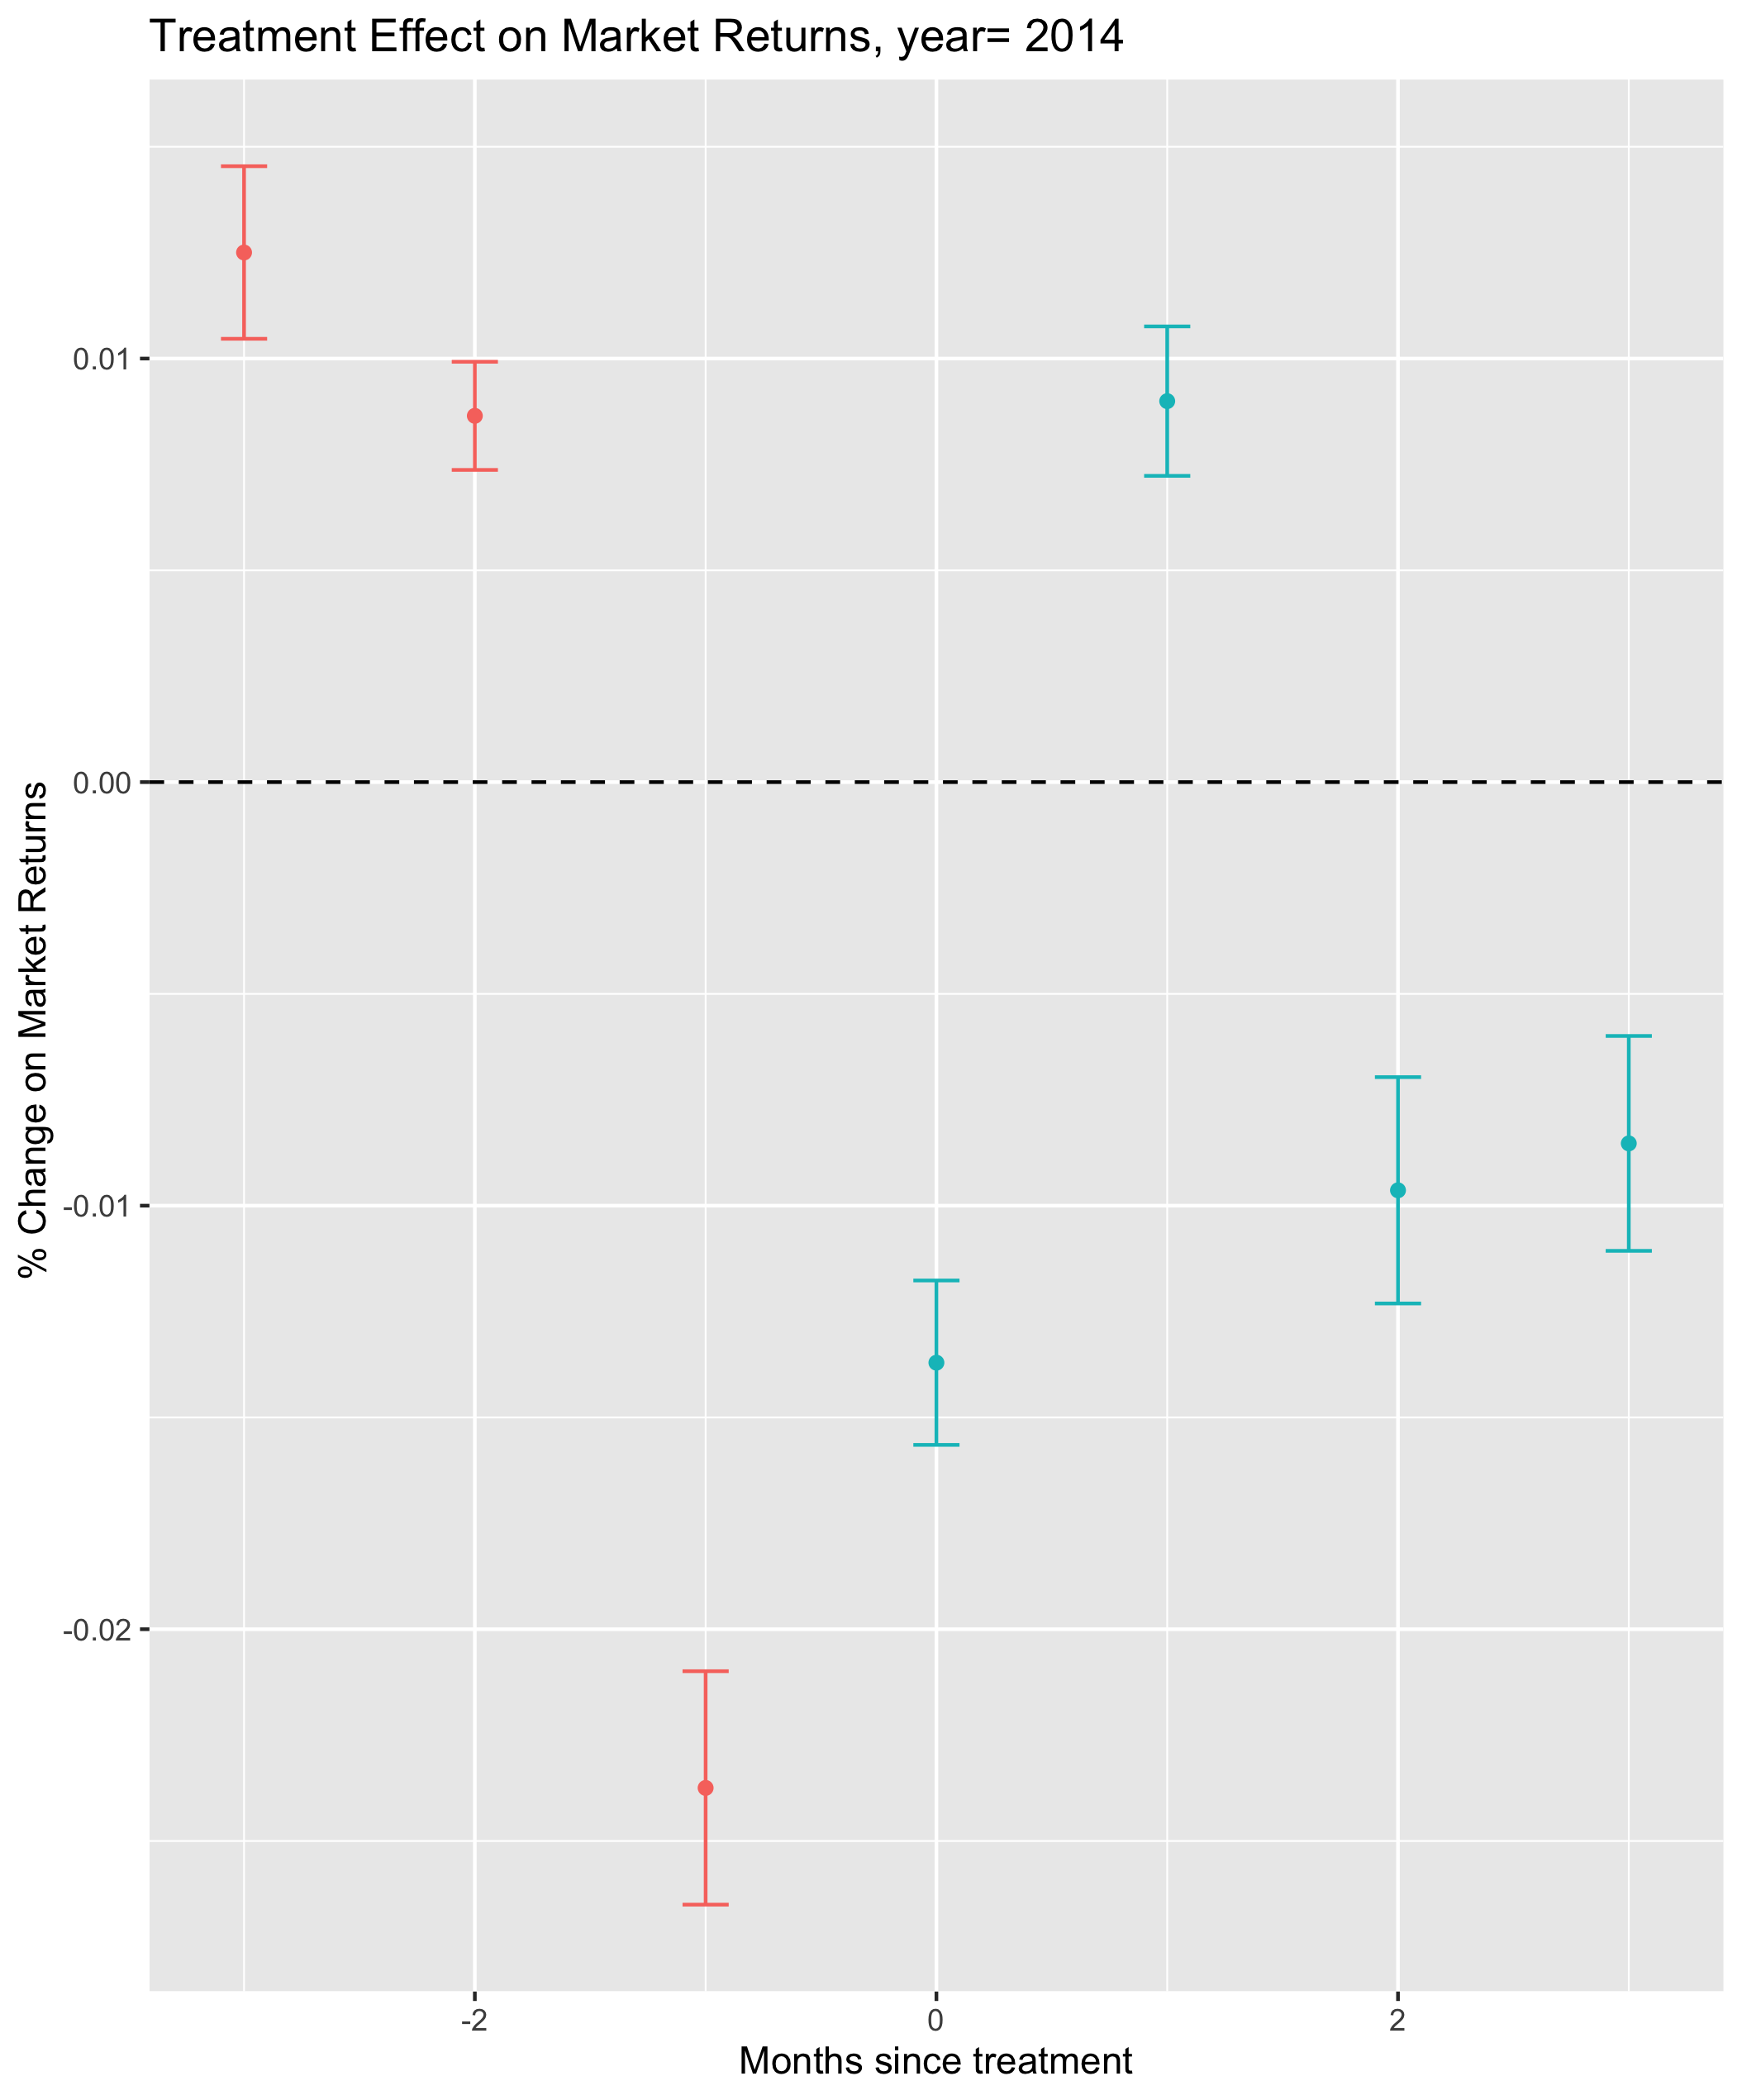 Treatment Effect on Market Returns, year= 2014
% Change on Market Returns
0.01
0.00
-0.01
-0.02
-2
0
2
Months since treatment